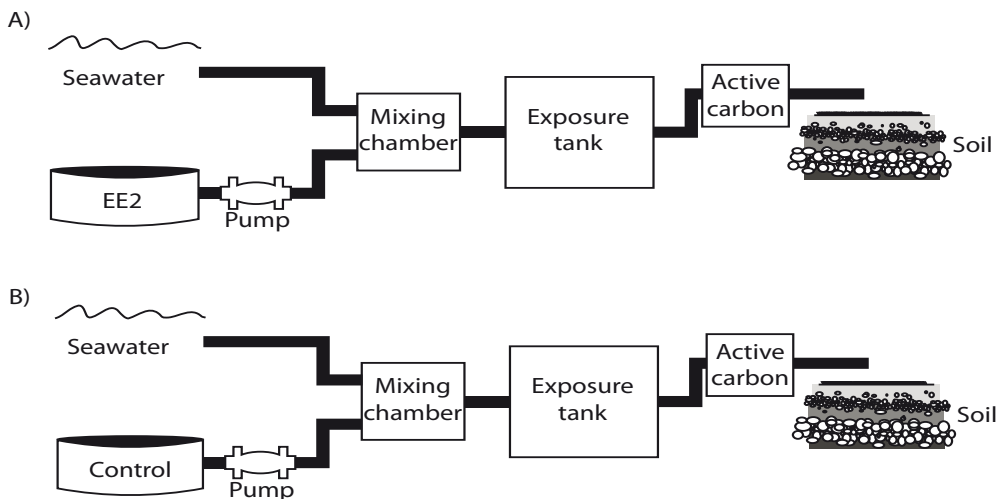 A)
Seawater
EE2
Pump
Mixing
chamber
Exposure
tank
Active
carbon
Soil
B)
Seawater
Control
Pump
Mixing
chamber
Exposure
tank
Active
carbon
Soil